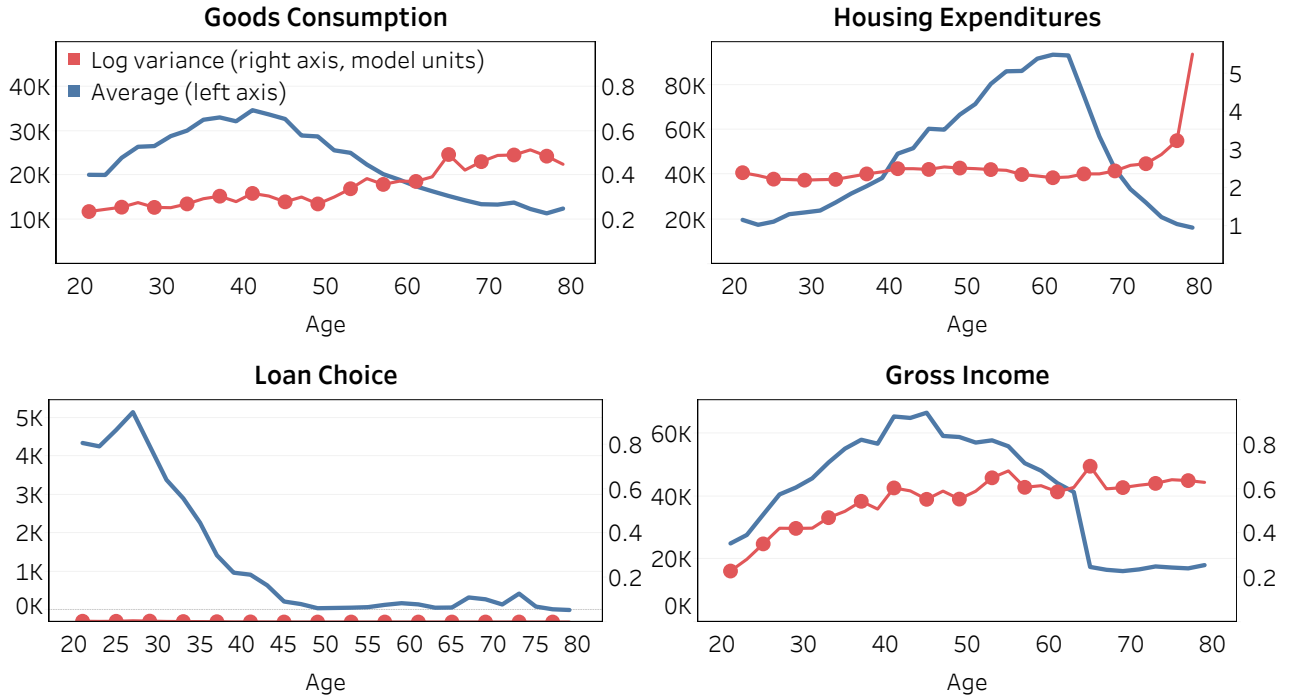 Goods Consumption
Log variance (right axis, model units)
Average (left axis)
40K
30K
20K
10K
0.8
0.6
0.4
0.2
20 30 40 50 60 70 80
Age
Housing Expenditures
80K
60K
40K
20K
5
4
3
2
1
20 30 40 50 60 70 80
Age
Loan Choice
5K
4K
3K
2K
1K
0K
0.8
0.6
0.4
0.2
20 25 30 35 40 45 50 55 60 65 70 75 80
Age
Gross Income
60K
40K
20K
0K
0.8
0.6
0.4
0.2
20 30 40 50 60 70 80
Age